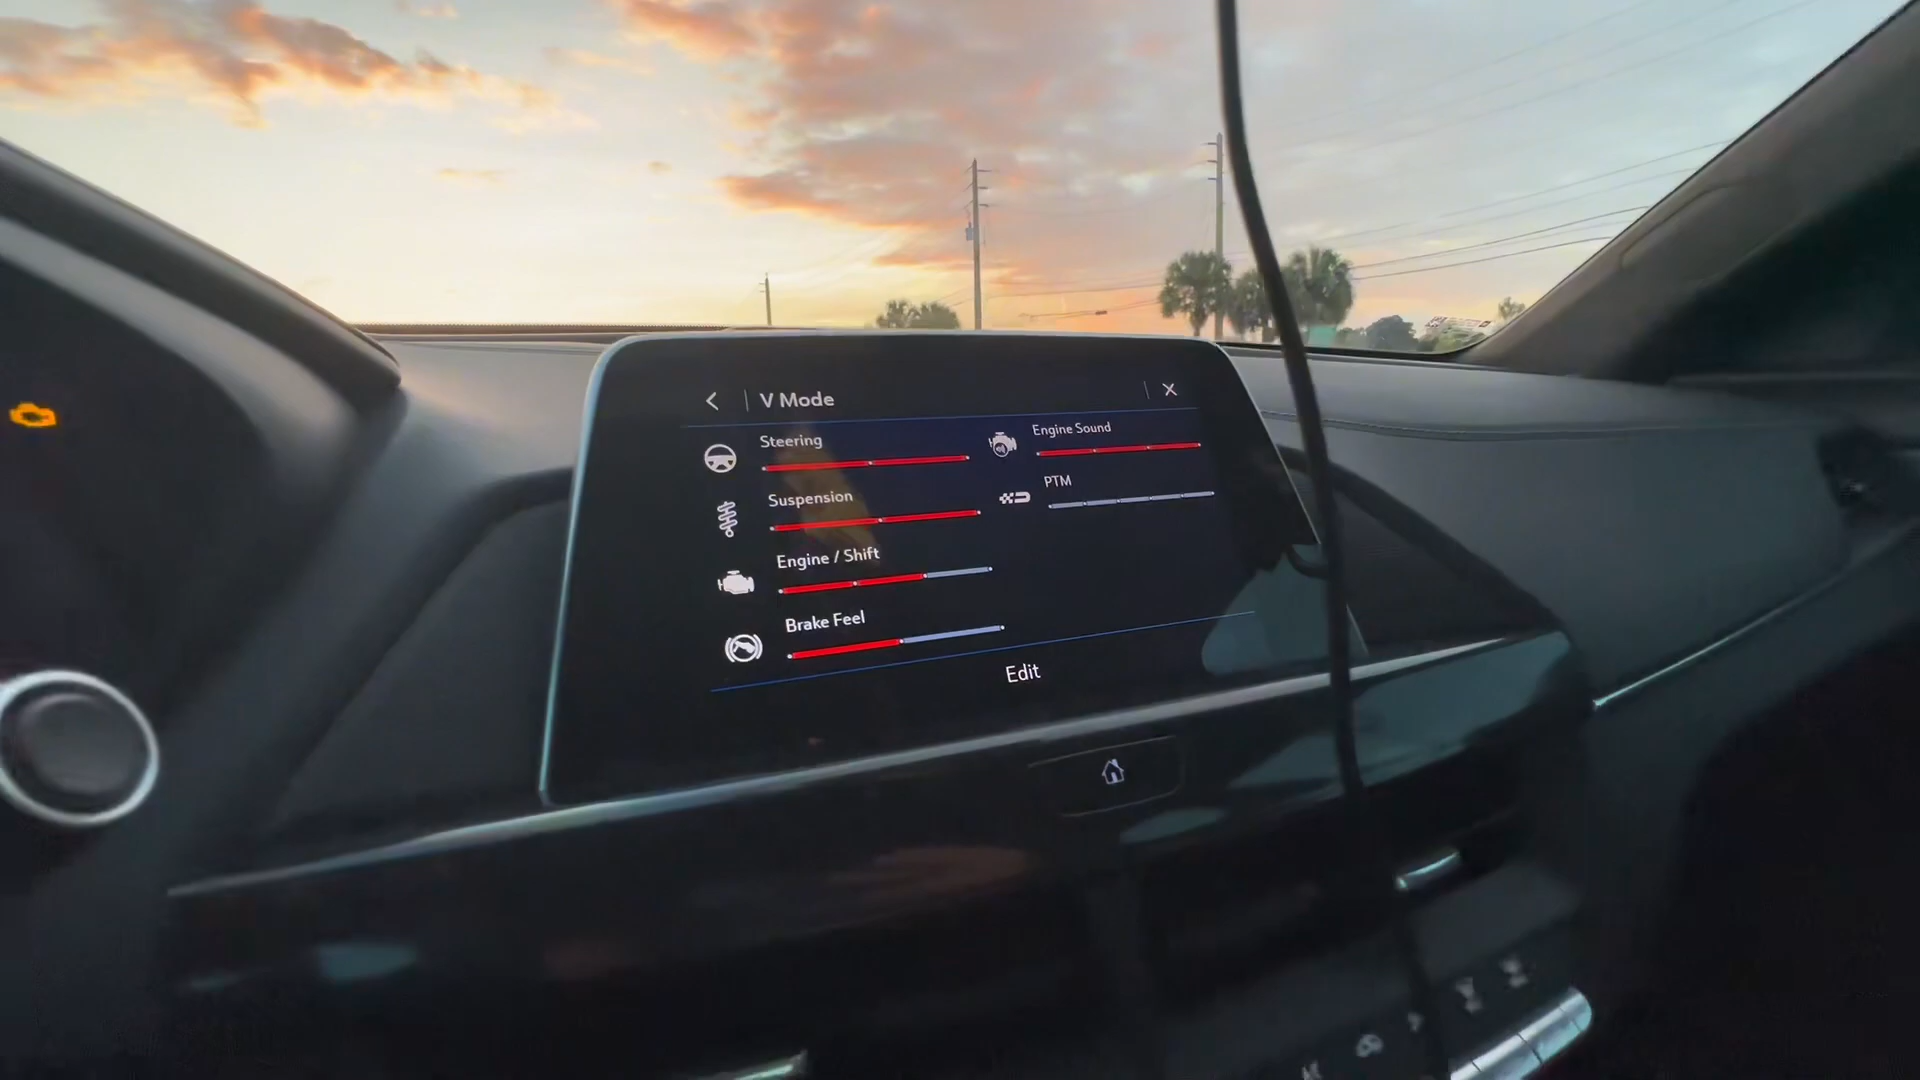 V Mode
Steering
Engine Sound
Suspension
PTM
Engine / Shift
Brake Feel
Edit